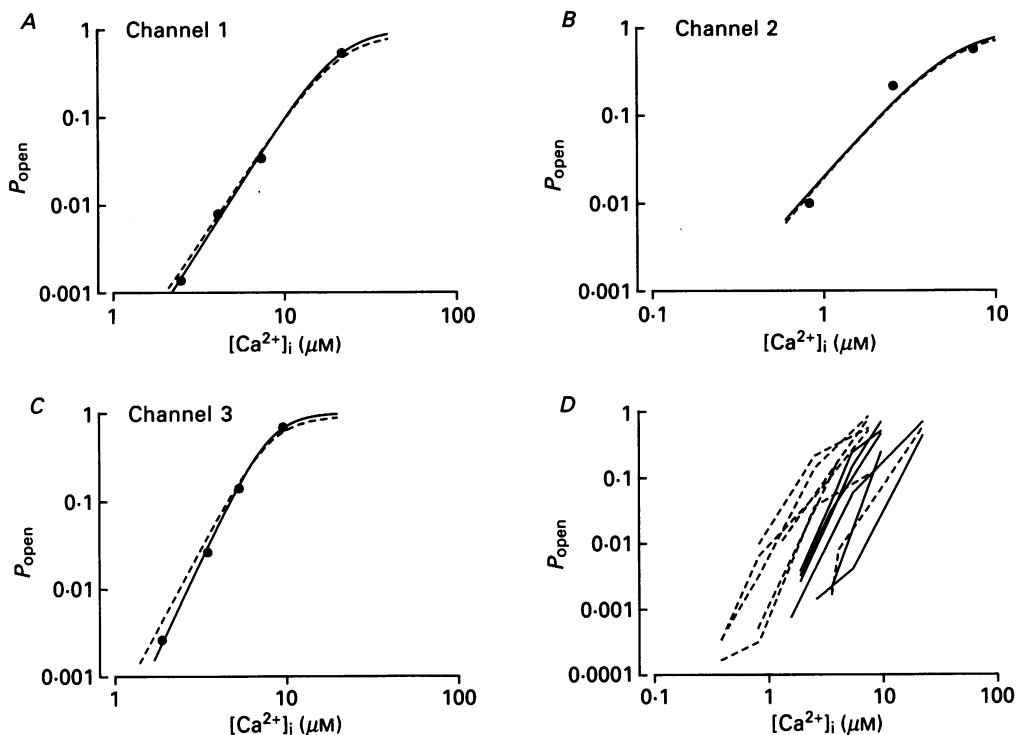 A Channel 1
1
0·1
0·01
0·001
P_open
1 10 100
[Ca²⁺]ᵢ (μM)
B Channel 2
1
0·1
0·01
0·001
P_open
0·1 1 10
[Ca²⁺]ᵢ (μM)
C Channel 3
1
0·1
0·01
0·001
P_open
1 10 100
[Ca²⁺]ᵢ (μM)
D
1
0·1
0·01
0·001
0·0001
P_open
0·1 1 10 100
[Ca²⁺]ᵢ (μM)